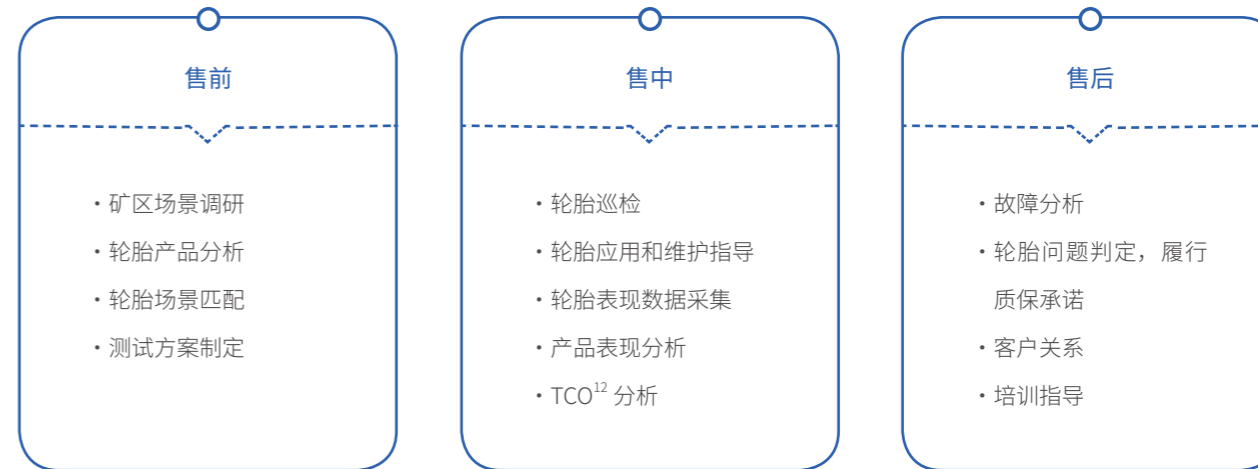 售前
・矿区场景调研
・轮胎产品分析
・轮胎场景匹配
・测试方案制定
售中
・轮胎巡检
・轮胎应用和维护指导
・轮胎表现数据采集
・产品表现分析
・TCO¹² 分析
售后
・故障分析
・轮胎问题判定，履行
质保承诺
・客户关系
・培训指导